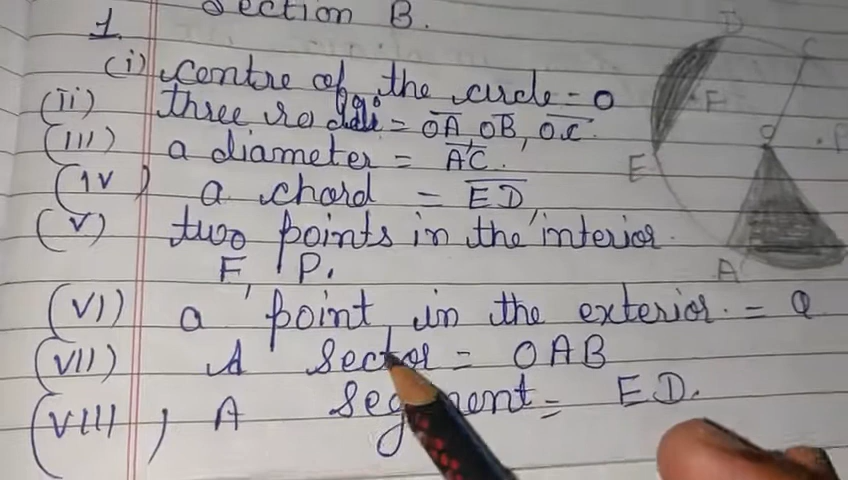 Section B.
1
(i) centre of the circle = O
(ii) three radii = OA, OB, OC.
(III) a diameter = AC.
(IV) a chord = ED,
(V) two points in the interior.
F, P.
(VI) a point in the exterior. = Q
(VII) A Sector = OAB
(VIII) A Segment = ED.
D
C
F
O
P
E
A